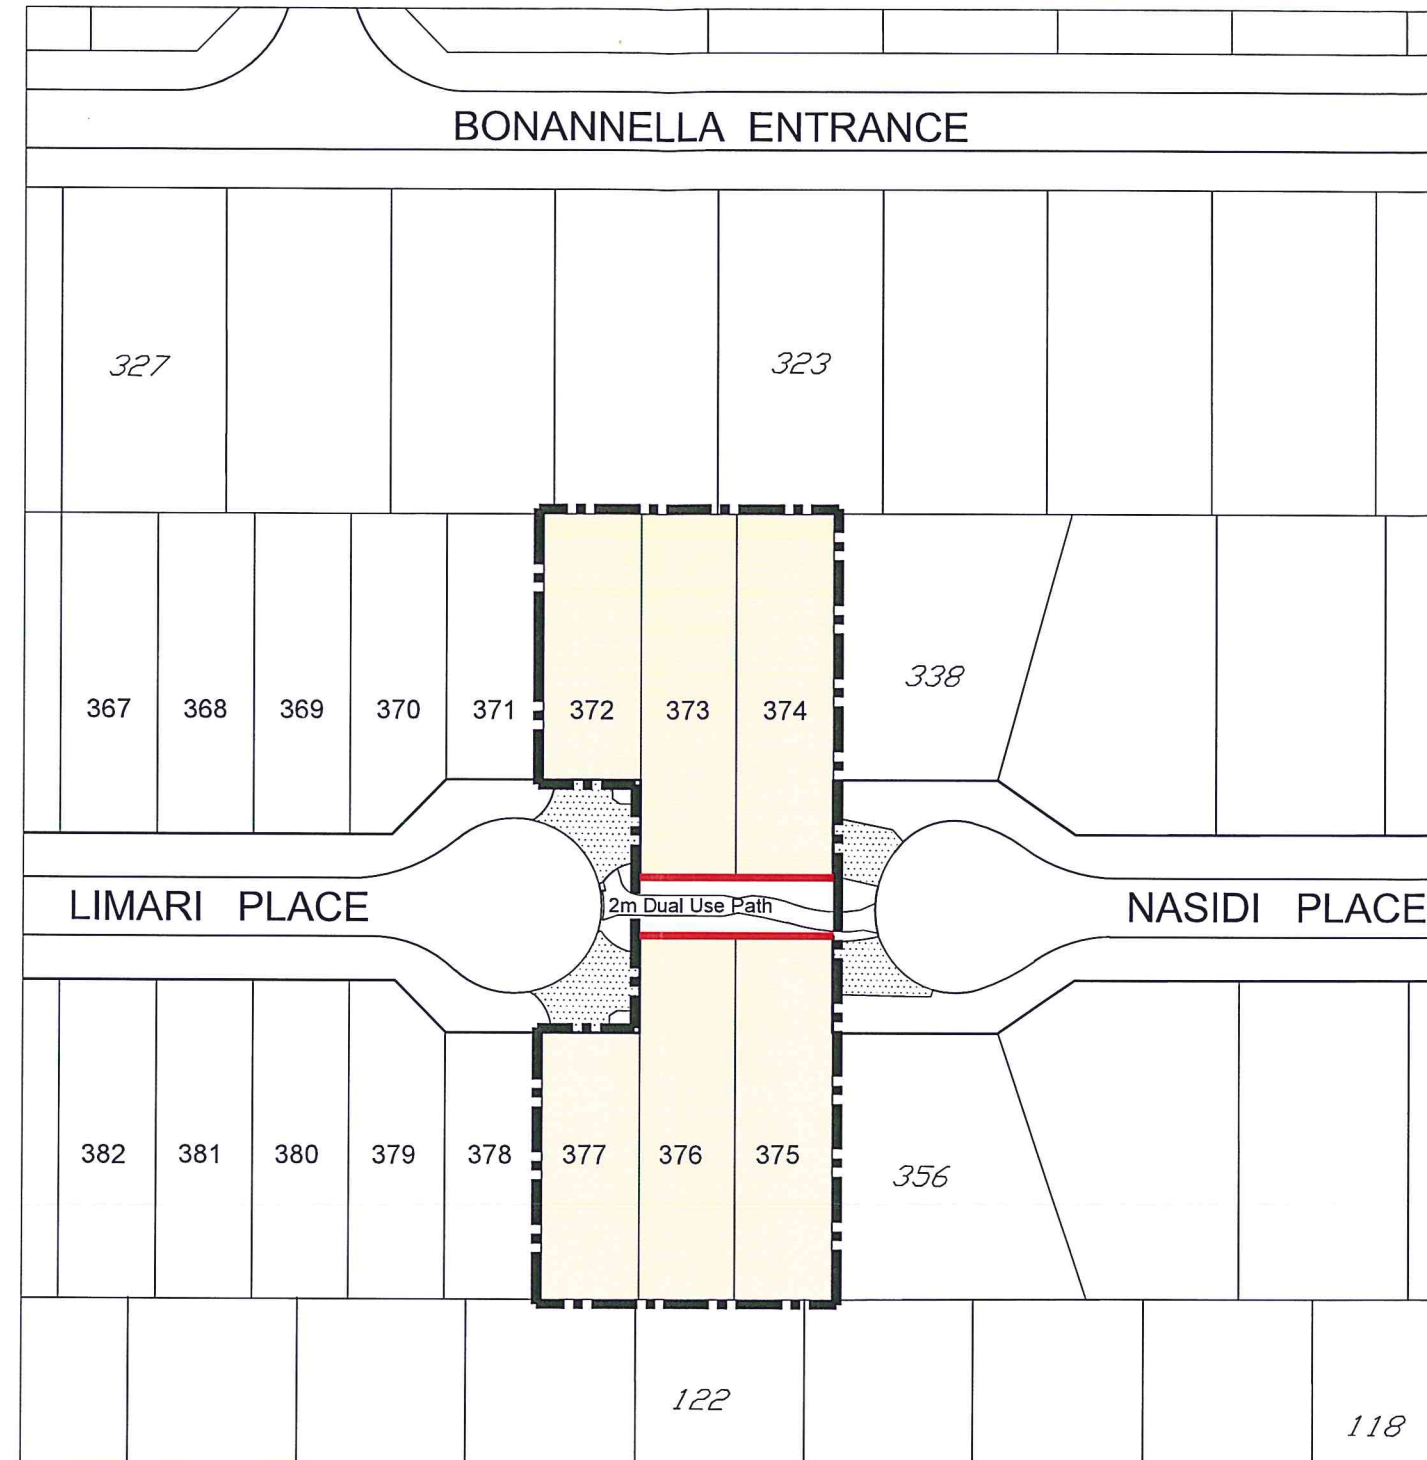 BONANNELLA ENTRANCE
327
323
338
367 368 369 370 371 372 373 374
LIMARI PLACE
2m Dual Use Path
NASIDI PLACE
382 381 380 379 378 377 376 375
356
122
118